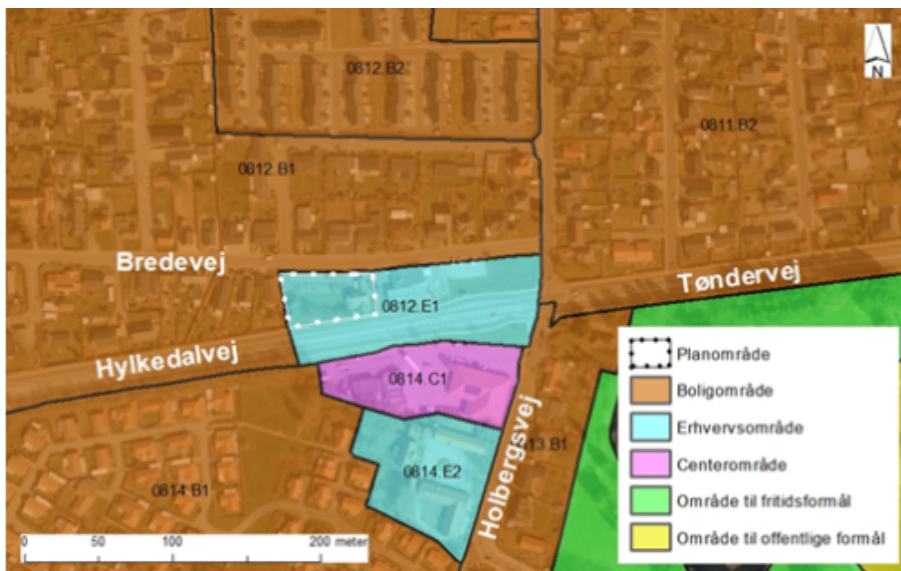 0812.B2
N
0811.B2
0812.B1
Bredevej
Tøndervej
0812.E1
Hylkedalvej
0814.C1
Holbergsvej
0814.E2
0814.B1
Planområde
Boligområde
Erhvervsområde
Centerområde
Område til fritidsformål
Område til offentlige formål
0 50 100 200 meter